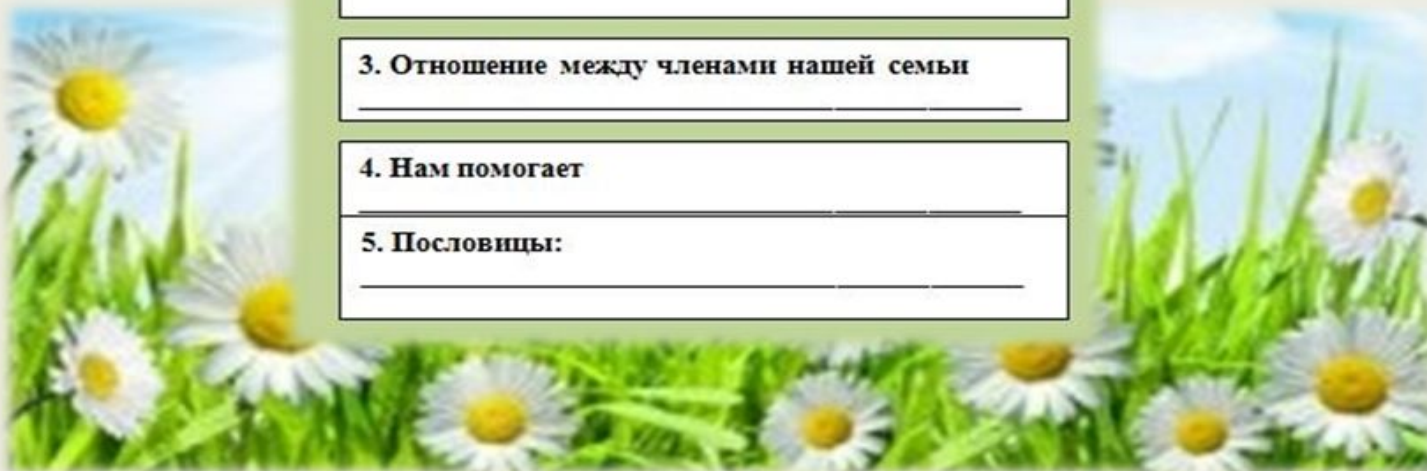 3. Отношение между членами нашей семьи
4. Нам помогает
5. Пословицы: